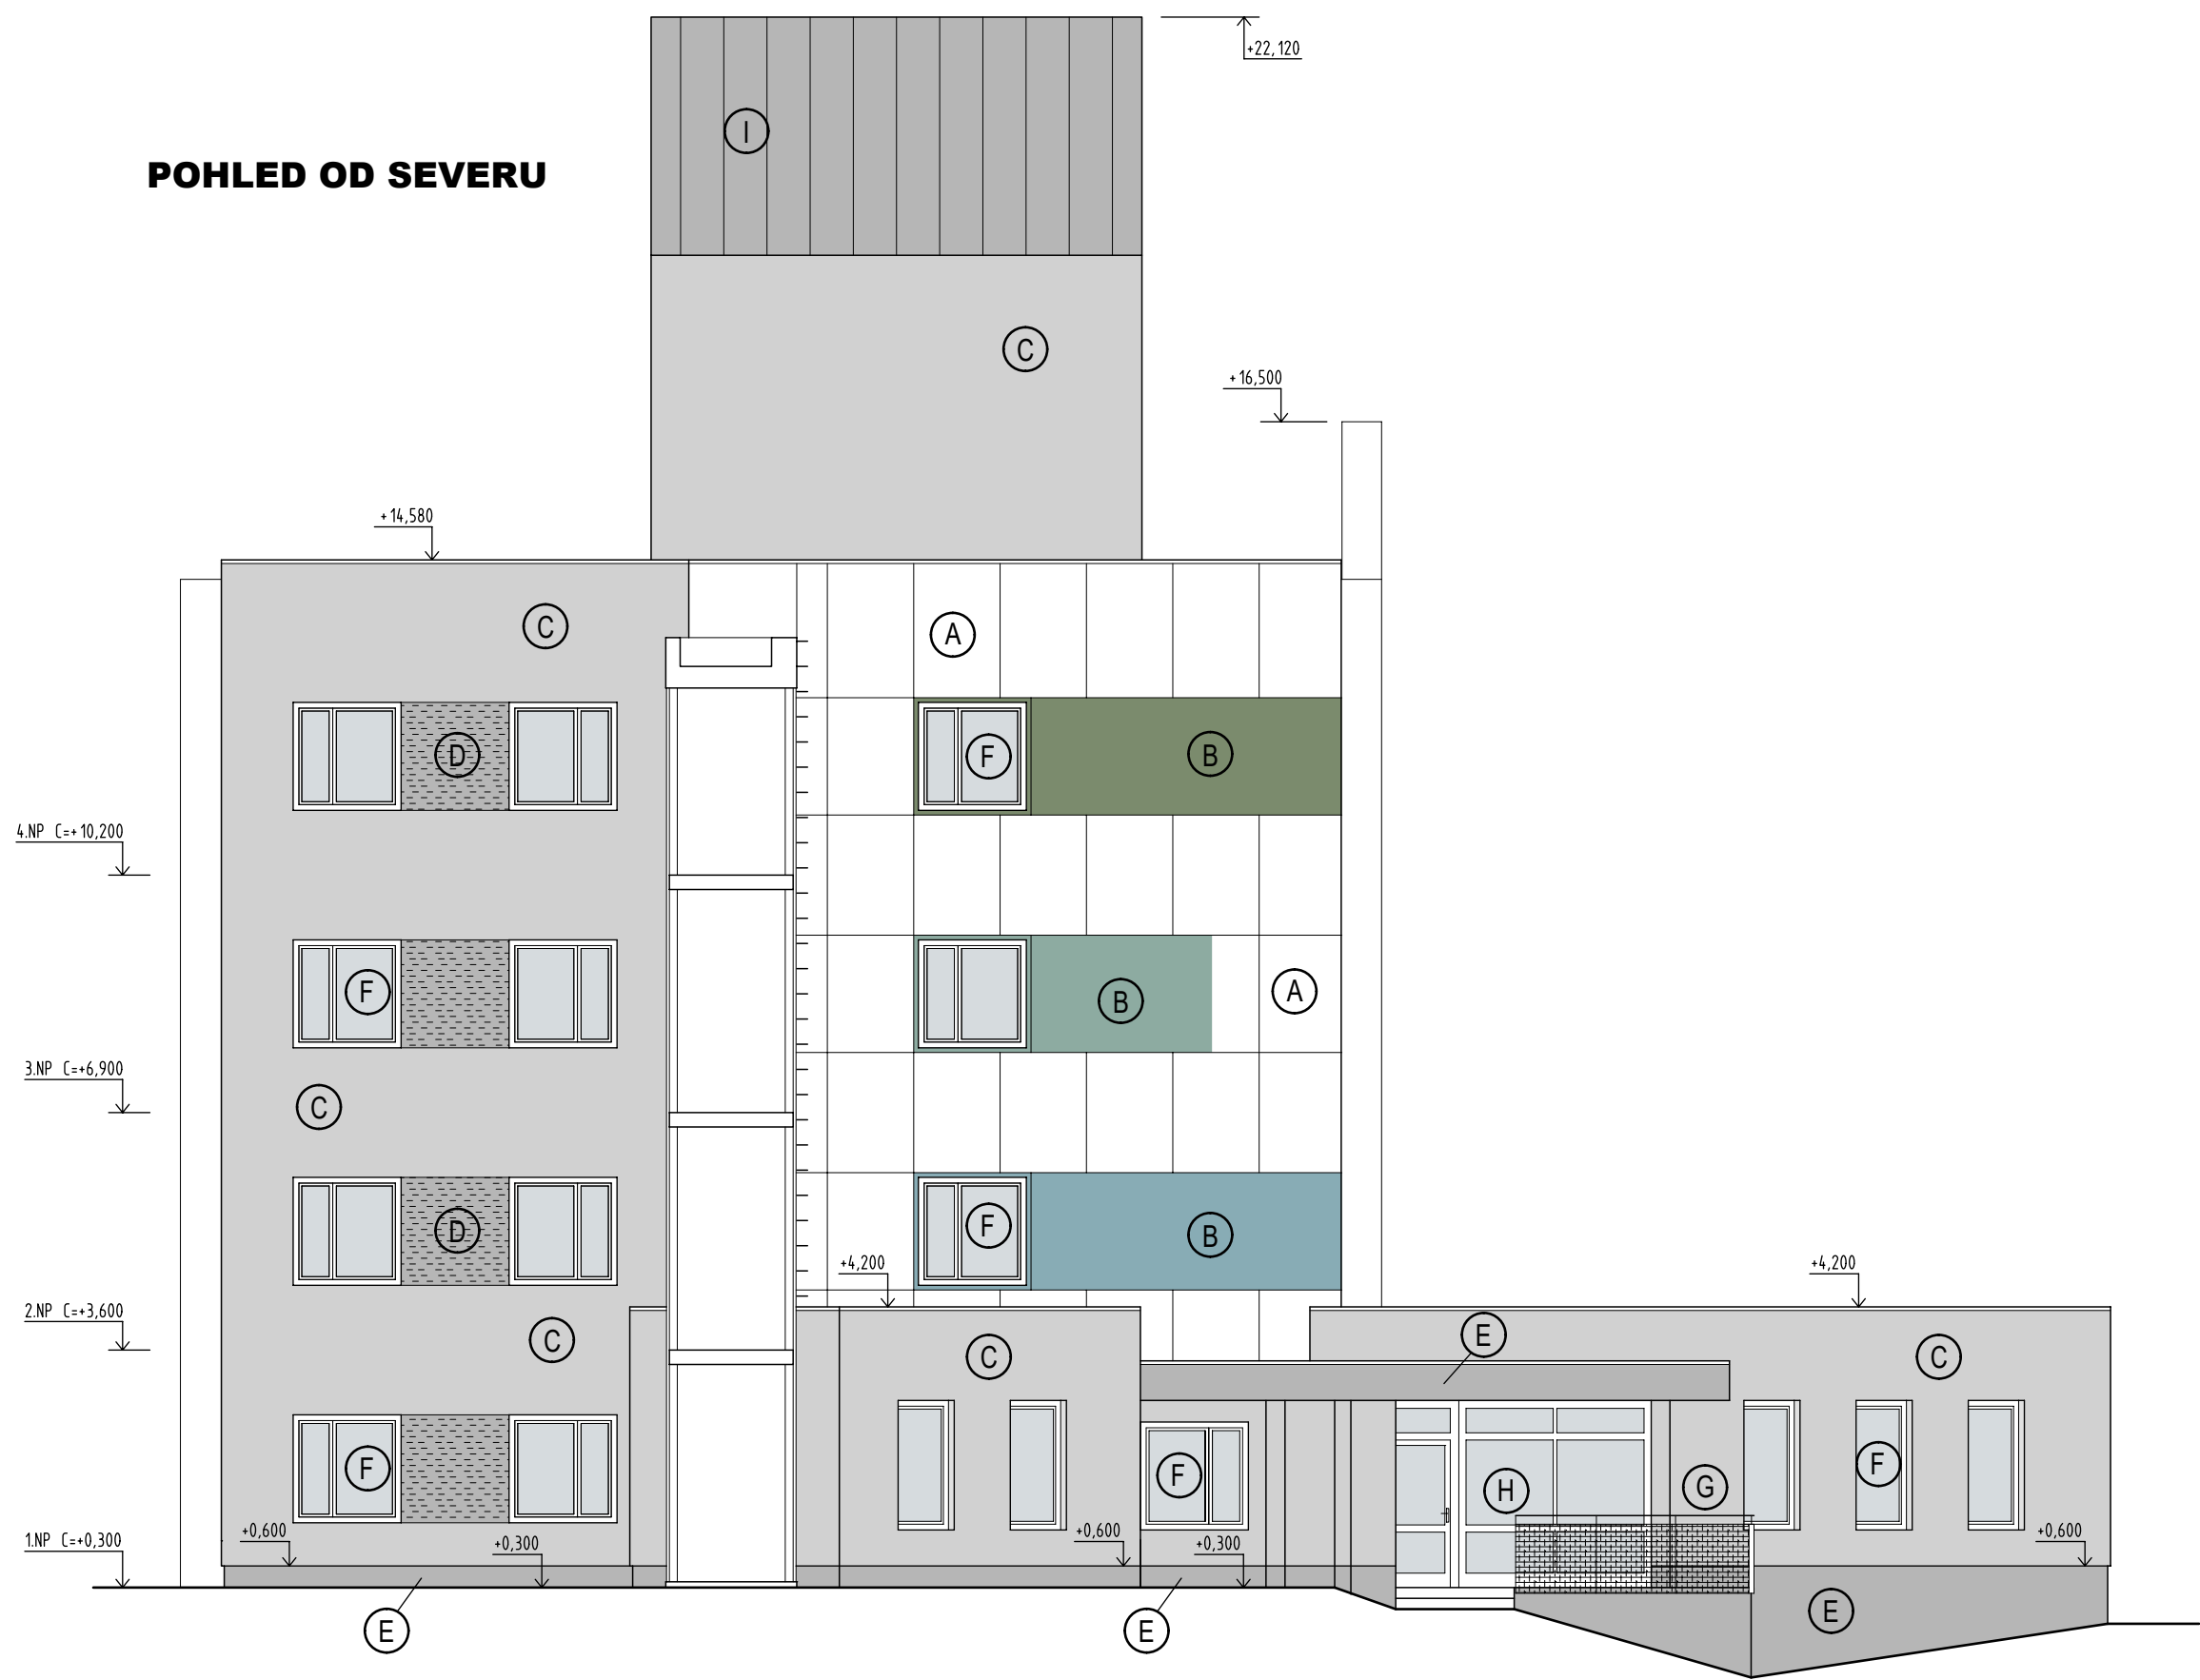 +22,120
I
POHLED OD SEVERU
C
+16,500
+14,580
C
A
D
F
B
4.NP C=+10,200
F
B
A
3.NP C=+6,900
C
D
F
B
+4,200
+4,200
2.NP C=+3,600
C
C
E
C
F
F
H
G
F
1.NP C=+0,300
+0,600
+0,300
+0,600
+0,300
+0,600
E
E
E